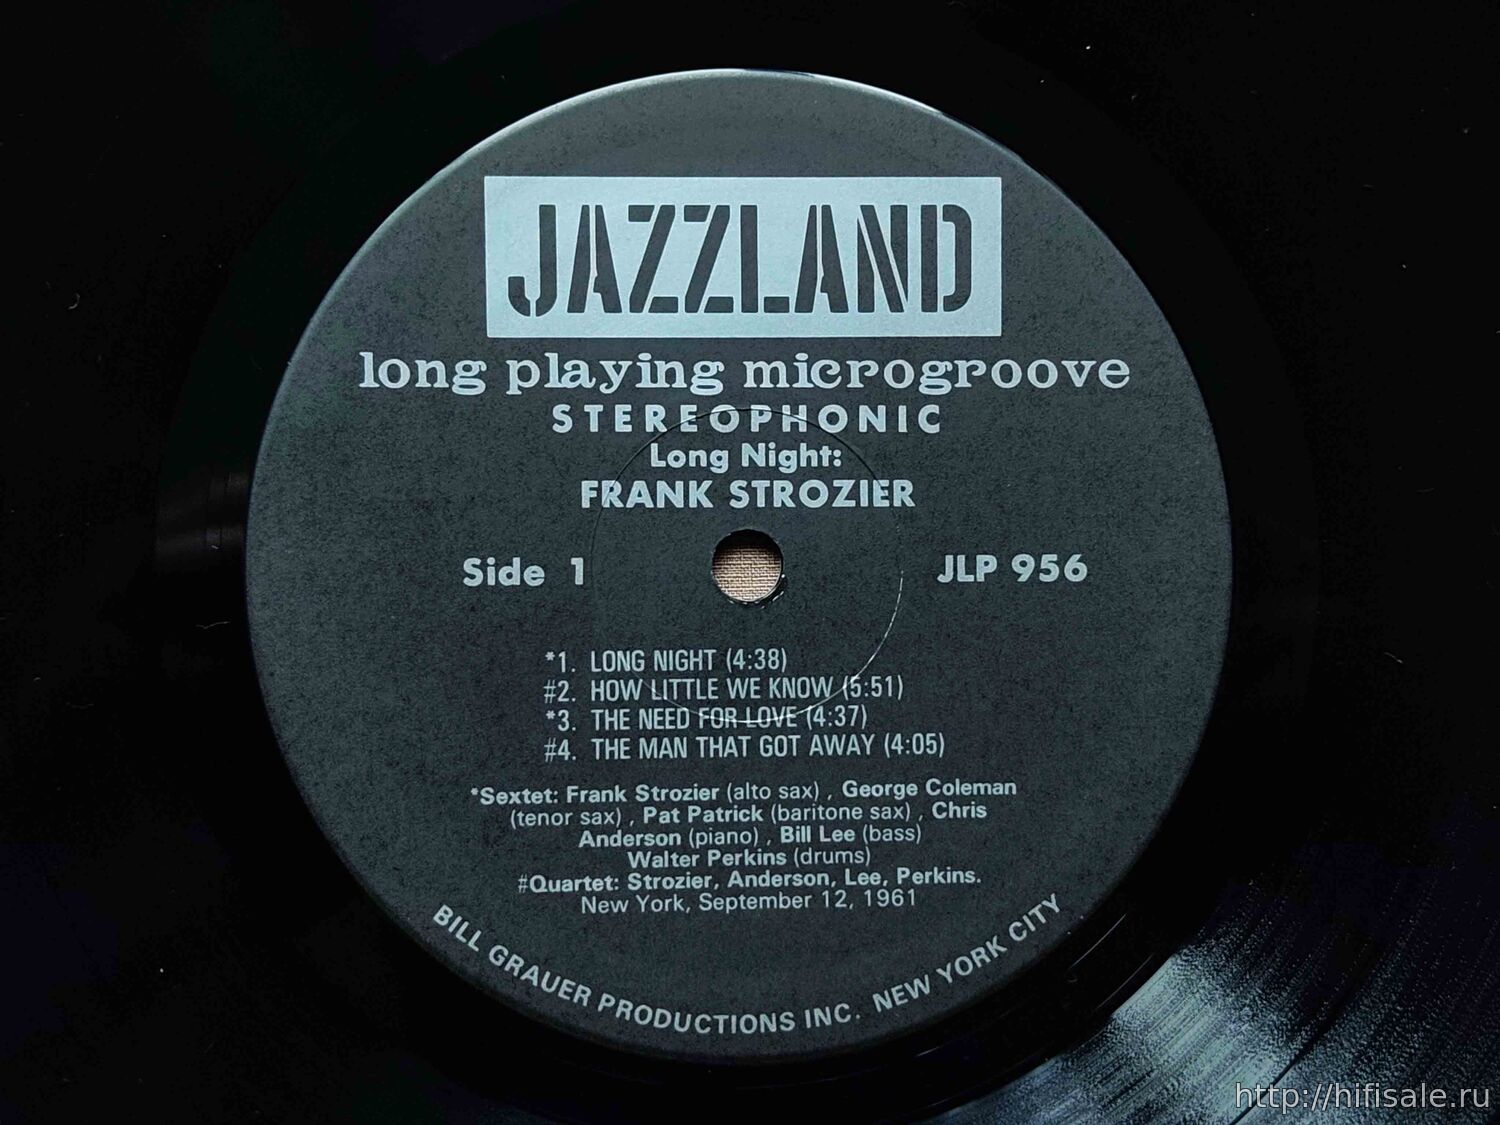 JAZZLAND
long playing microgroove
STEREOPHONIC
Long Night:
FRANK STROZIER
Side 1
JLP 956
*1. LONG NIGHT (4:38)
#2. HOW LITTLE WE KNOW (5:51)
*3. THE NEED FOR LOVE (4:37)
#4. THE MAN THAT GOT AWAY (4:05)
*Sextet: Frank Strozier (alto sax) , George Coleman
(tenor sax) , Pat Patrick (baritone sax) , Chris
Anderson (piano) , Bill Lee (bass)
Walter Perkins (drums)
#Quartet: Strozier, Anderson, Lee, Perkins.
New York, September 12, 1961
BILL GRAUER PRODUCTIONS INC. NEW YORK CITY
http://hifisale.ru